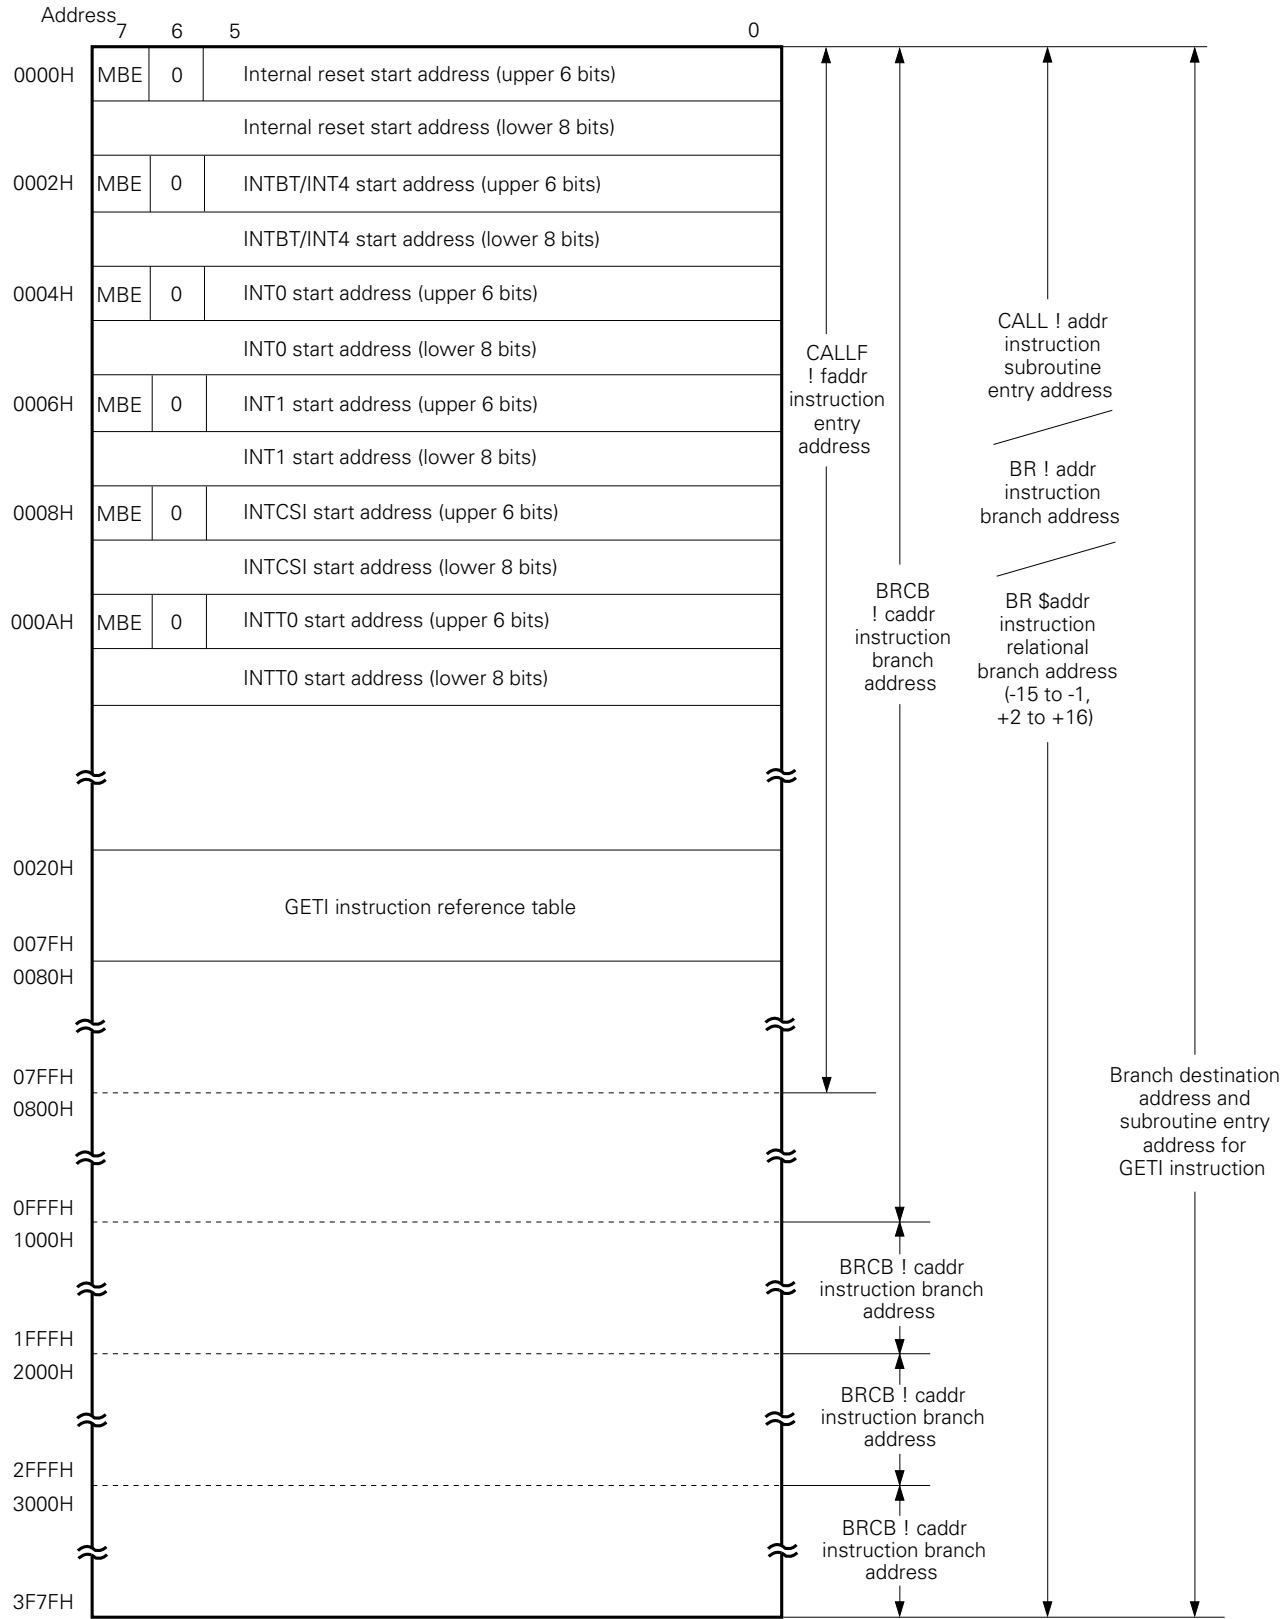 Address
7 6 5 0
0000H MBE 0 Internal reset start address (upper 6 bits)
Internal reset start address (lower 8 bits)
0002H MBE 0 INTBT/INT4 start address (upper 6 bits)
INTBT/INT4 start address (lower 8 bits)
0004H MBE 0 INT0 start address (upper 6 bits)
INT0 start address (lower 8 bits)
0006H MBE 0 INT1 start address (upper 6 bits)
INT1 start address (lower 8 bits)
0008H MBE 0 INTCSI start address (upper 6 bits)
INTCSI start address (lower 8 bits)
000AH MBE 0 INTT0 start address (upper 6 bits)
INTT0 start address (lower 8 bits)
0020H
GETI instruction reference table
007FH
0080H
07FFH
0800H
0FFFH
1000H
1FFFH
2000H
2FFFH
3000H
3F7FH
CALLF
! faddr
instruction
entry
address
BRCB
! caddr
instruction
branch
address
BRCB ! caddr
instruction branch
address
BRCB ! caddr
instruction branch
address
BRCB ! caddr
instruction branch
address
CALL ! addr
instruction
subroutine
entry address
BR ! addr
instruction
branch address
BR $addr
instruction
relational
branch address
(-15 to -1,
+2 to +16)
Branch destination
address and
subroutine entry
address for
GETI instruction